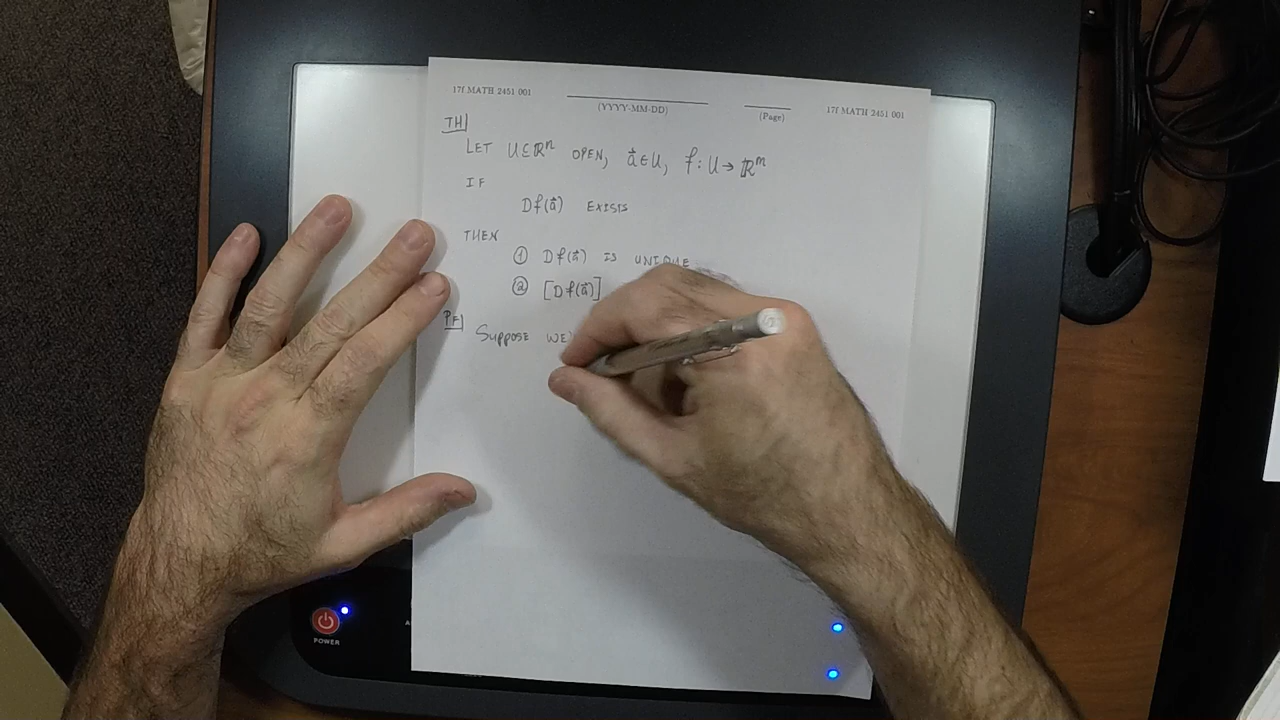 17f MATH 2451 001 (YYYY-MM-DD) (Page) 17f MATH 2451 001
TH
LET U⊆ℝⁿ OPEN, a⃗∈U, f: U→ℝᵐ
IF
Df(a⃗) EXISTS
THEN
① Df(a⃗) IS UNIQUE
② [Df(a⃗)]
PF SUPPOSE WE
POWER